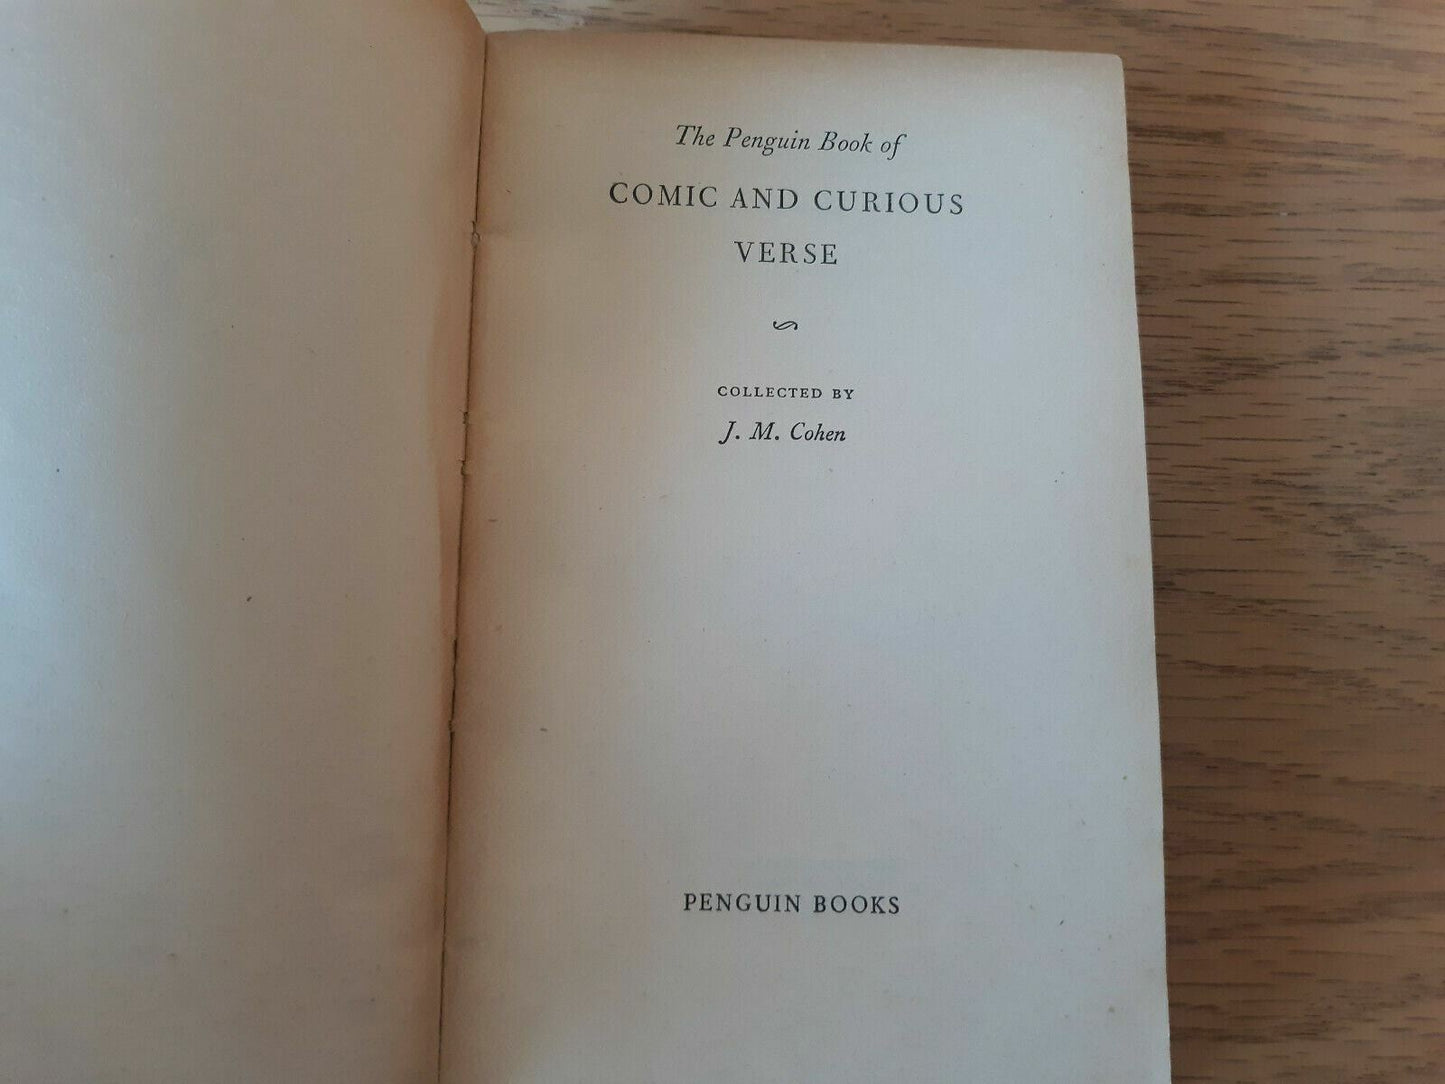 The Penguin Book of
COMIC AND CURIOUS
VERSE
COLLECTED BY
J. M. Cohen
PENGUIN BOOKS